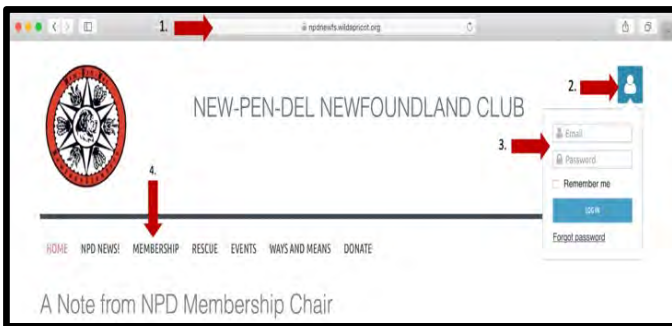 1.
npdnewfs.wildapricot.org
2.
NEW-PEN-DEL NEWFOUNDLAND CLUB
Email
3.
Password
4.
Remember me
LOG IN
Forgot password
HOME NPD NEWS! MEMBERSHIP RESCUE EVENTS WAYS AND MEANS DONATE
A Note from NPD Membership Chair